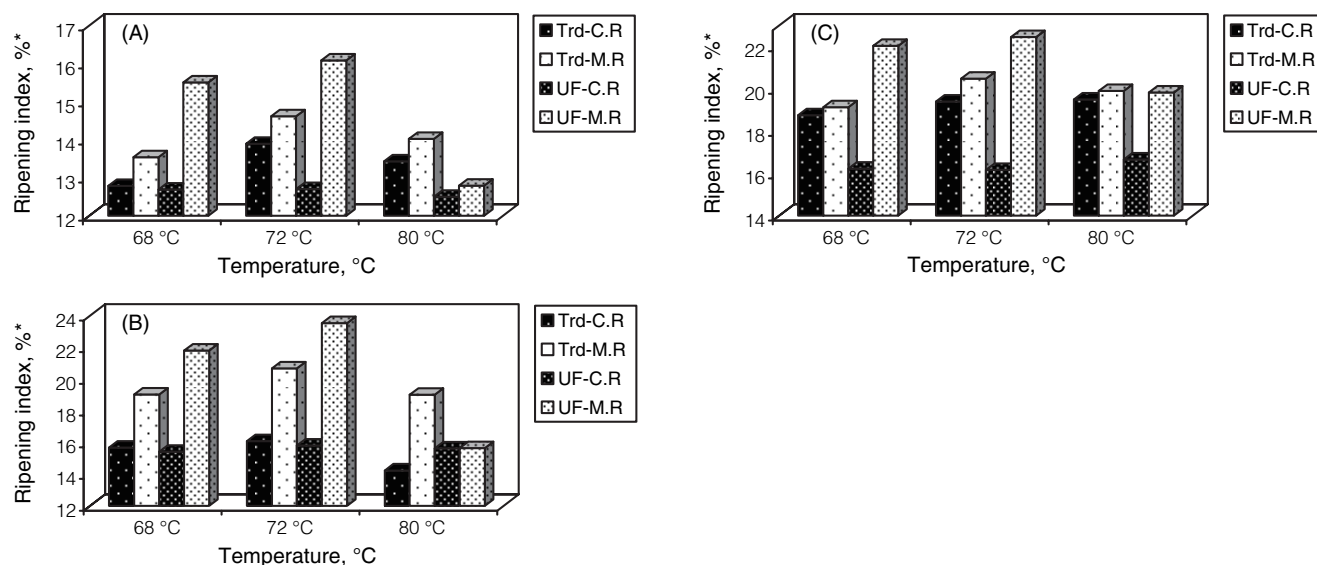 (A)
Ripening index, %*
17
16
15
14
13
12
68 °C
72 °C
80 °C
Temperature, °C
Trd-C.R
Trd-M.R
UF-C.R
UF-M.R
(C)
Ripening index, %*
22
20
18
16
14
68 °C
72 °C
80 °C
Temperature, °C
Trd-C.R
Trd-M.R
UF-C.R
UF-M.R
(B)
Ripening index, %*
24
22
20
18
16
14
12
68 °C
72 °C
80 °C
Temperature, °C
Trd-C.R
Trd-M.R
UF-C.R
UF-M.R